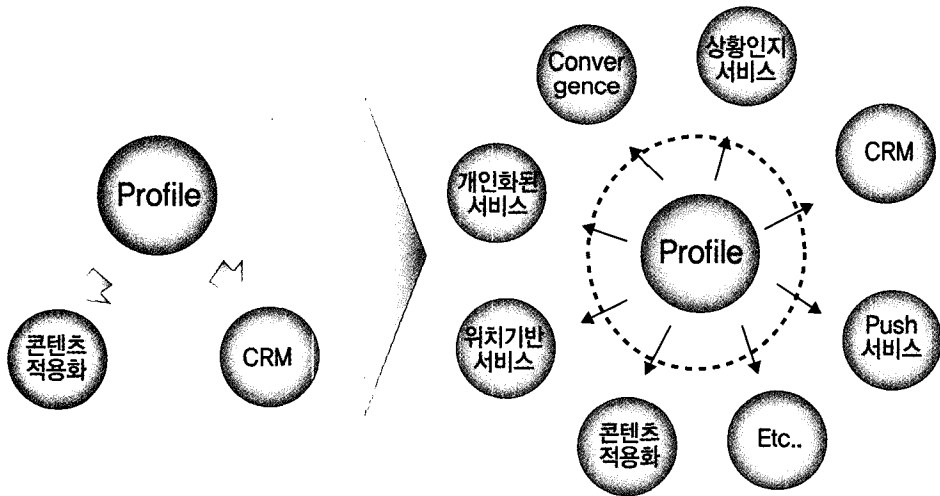 Profile
콘텐츠
적용화
CRM
Conver
gence
상황인지
서비스
CRM
개인화된
서비스
Profile
위치기반
서비스
Push
서비스
콘텐츠
적용화
Etc..